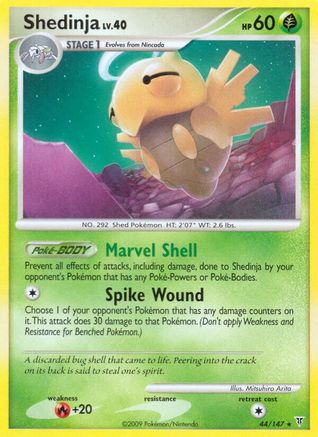 Shedinja LV.40
HP 60
STAGE 1 Evolves from Nincada
NO. 292 Shed Pokémon HT: 2'07" WT: 2.6 lbs.
Poké-BODY Marvel Shell
Prevent all effects of attacks, including damage, done to Shedinja by your
opponent's Pokémon that has any Poké-Powers or Poké-Bodies.
Spike Wound
Choose 1 of your opponent's Pokémon that has any damage counters on
it. This attack does 30 damage to that Pokémon. (Don't apply Weakness and
Resistance for Benched Pokémon.)
Illus. Mitsuhiro Arita
A discarded bug shell that came to life. Peering into the crack
on its back is said to steal one's spirit.
weakness resistance retreat cost
+20
©2009 Pokémon/Nintendo
44/147 ★